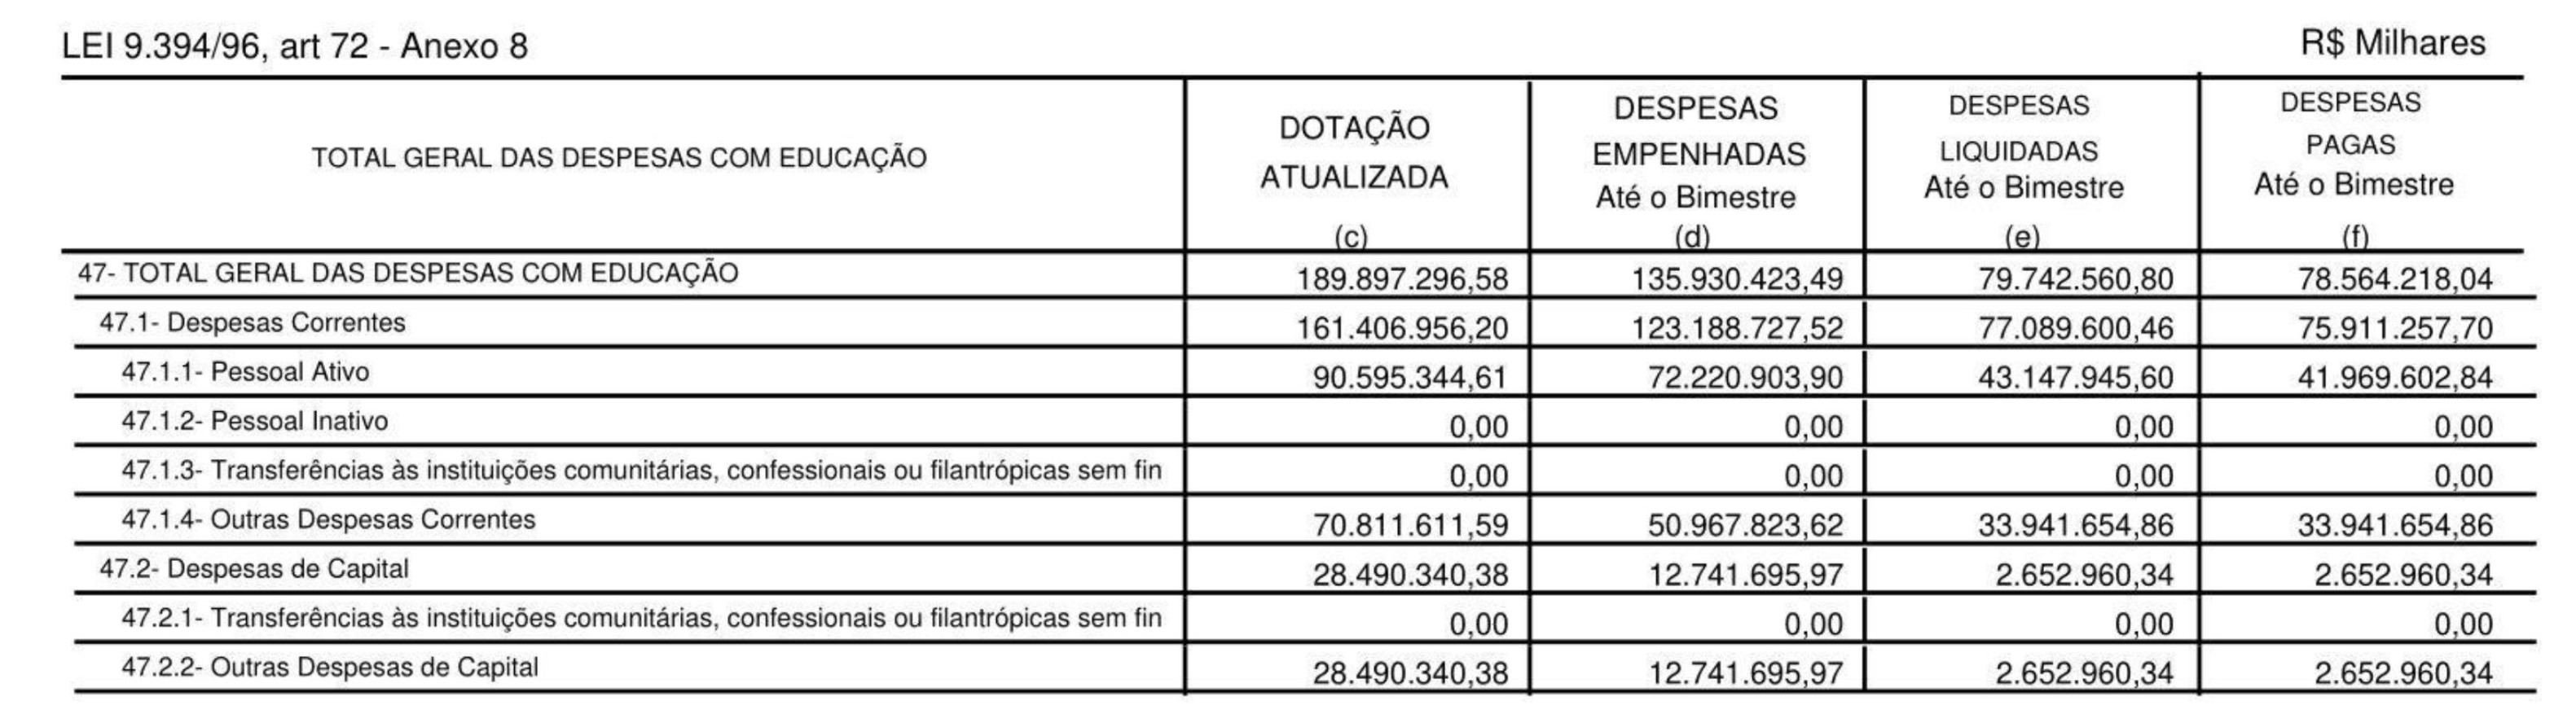 LEI 9.394/96, art 72 - Anexo 8 R$ Milhares
TOTAL GERAL DAS DESPESAS COM EDUCAÇÃO
DOTAÇÃO
ATUALIZADA
(c)
DESPESAS
EMPENHADAS
Até o Bimestre
(d)
DESPESAS
LIQUIDADAS
Até o Bimestre
(e)
DESPESAS
PAGAS
Até o Bimestre
(f)
47- TOTAL GERAL DAS DESPESAS COM EDUCAÇÃO 189.897.296,58 135.930.423,49 79.742.560,80 78.564.218,04
47.1- Despesas Correntes 161.406.956,20 123.188.727,52 77.089.600,46 75.911.257,70
47.1.1- Pessoal Ativo 90.595.344,61 72.220.903,90 43.147.945,60 41.969.602,84
47.1.2- Pessoal Inativo 0,00 0,00 0,00 0,00
47.1.3- Transferências às instituições comunitárias, confessionais ou filantrópicas sem fin 0,00 0,00 0,00 0,00
47.1.4- Outras Despesas Correntes 70.811.611,59 50.967.823,62 33.941.654,86 33.941.654,86
47.2- Despesas de Capital 28.490.340,38 12.741.695,97 2.652.960,34 2.652.960,34
47.2.1- Transferências às instituições comunitárias, confessionais ou filantrópicas sem fin 0,00 0,00 0,00 0,00
47.2.2- Outras Despesas de Capital 28.490.340,38 12.741.695,97 2.652.960,34 2.652.960,34